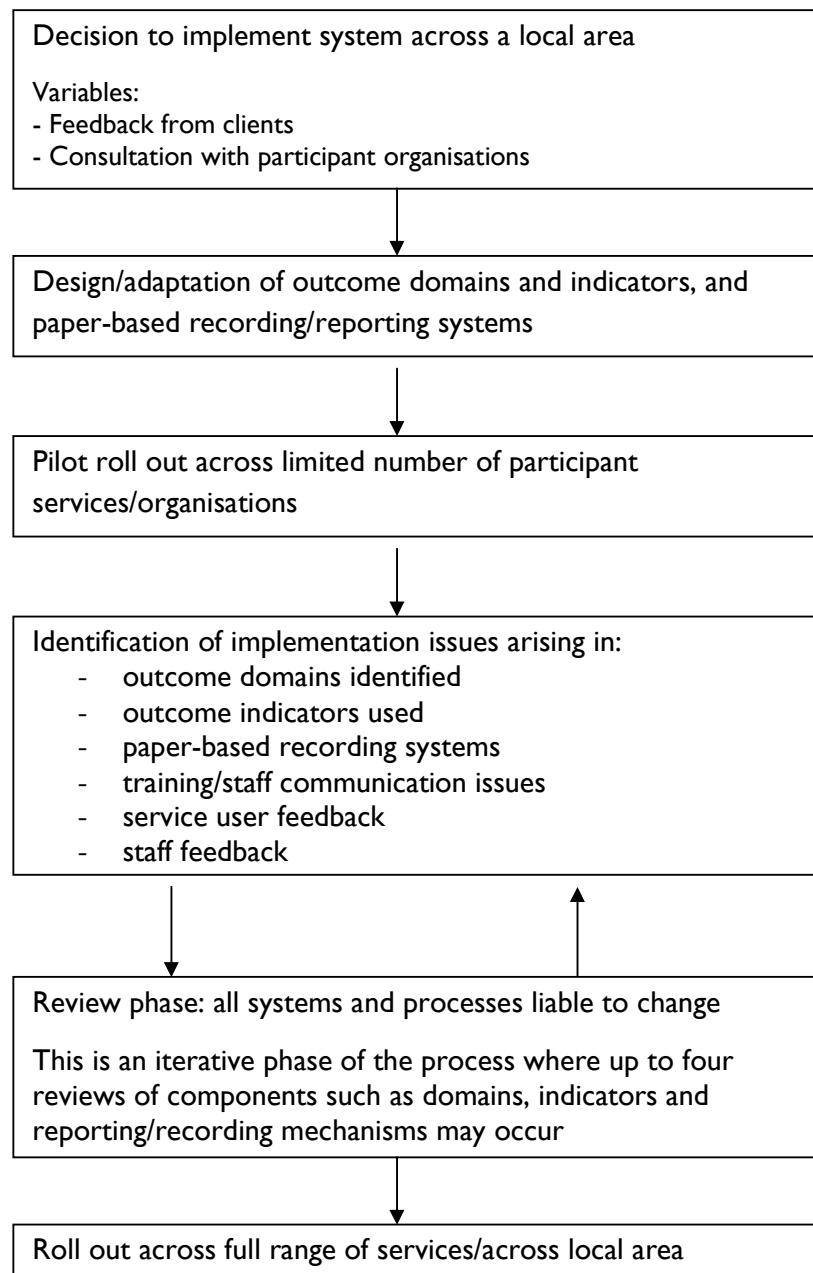 Decision to implement system across a local area
Variables:
- Feedback from clients
- Consultation with participant organisations
Design/adaptation of outcome domains and indicators, and
paper-based recording/reporting systems
Pilot roll out across limited number of participant
services/organisations
Identification of implementation issues arising in:
- outcome domains identified
- outcome indicators used
- paper-based recording systems
- training/staff communication issues
- service user feedback
- staff feedback
Review phase: all systems and processes liable to change
This is an iterative phase of the process where up to four
reviews of components such as domains, indicators and
reporting/recording mechanisms may occur
Roll out across full range of services/across local area